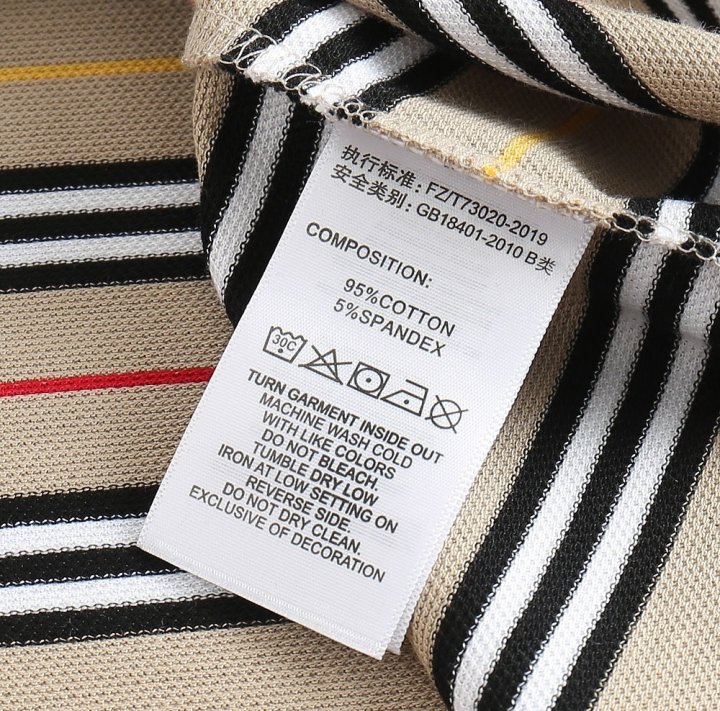 执行标准：FZ/T73020-2019
安全类别：GB18401-2010 B类
COMPOSITION:
95%COTTON
5%SPANDEX
30C
TURN GARMENT INSIDE OUT
MACHINE WASH COLD
WITH LIKE COLORS
DO NOT BLEACH.
TUMBLE DRY LOW
IRON AT LOW SETTING ON
REVERSE SIDE.
DO NOT DRY CLEAN.
EXCLUSIVE OF DECORATION